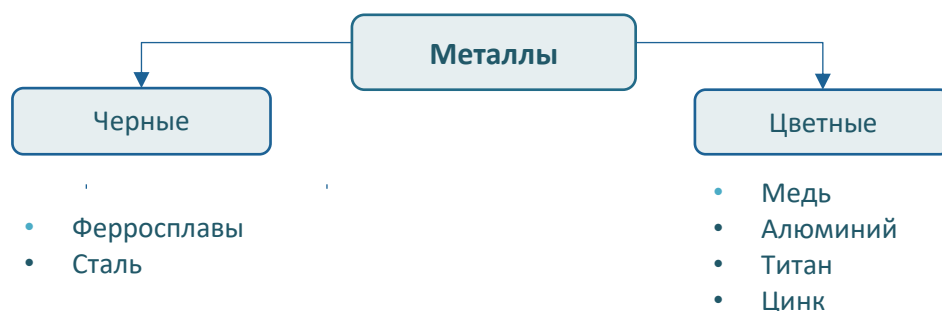 Металлы
Черные
Цветные
• Ферросплавы
• Сталь
• Медь
• Алюминий
• Титан
• Цинк